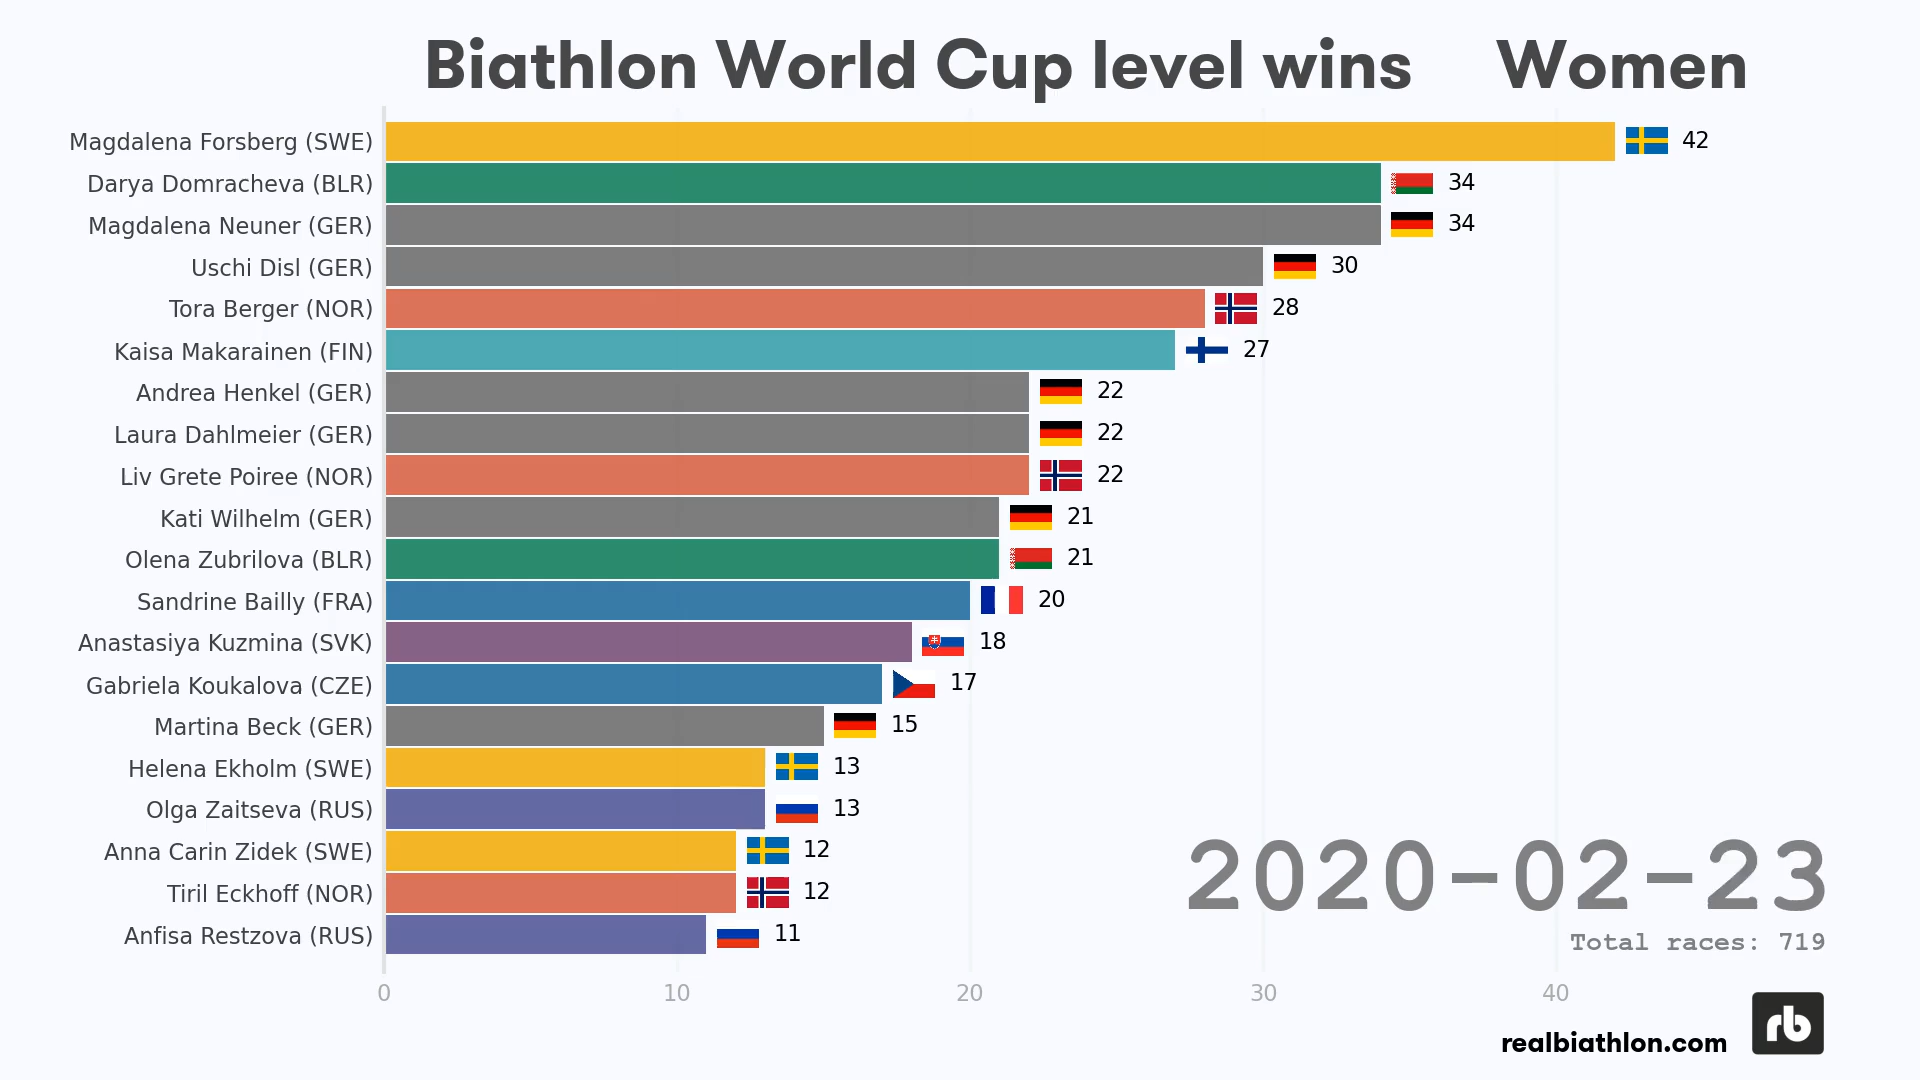 Biathlon World Cup level wins Women
Magdalena Forsberg (SWE) 42
Darya Domracheva (BLR) 34
Magdalena Neuner (GER) 34
Uschi Disl (GER) 30
Tora Berger (NOR) 28
Kaisa Makarainen (FIN) 27
Andrea Henkel (GER) 22
Laura Dahlmeier (GER) 22
Liv Grete Poiree (NOR) 22
Kati Wilhelm (GER) 21
Olena Zubrilova (BLR) 21
Sandrine Bailly (FRA) 20
Anastasiya Kuzmina (SVK) 18
Gabriela Koukalova (CZE) 17
Martina Beck (GER) 15
Helena Ekholm (SWE) 13
Olga Zaitseva (RUS) 13
Anna Carin Zidek (SWE) 12
Tiril Eckhoff (NOR) 12
Anfisa Restzova (RUS) 11
2020-02-23
Total races: 719
0 10 20 30 40
realbiathlon.com
rb